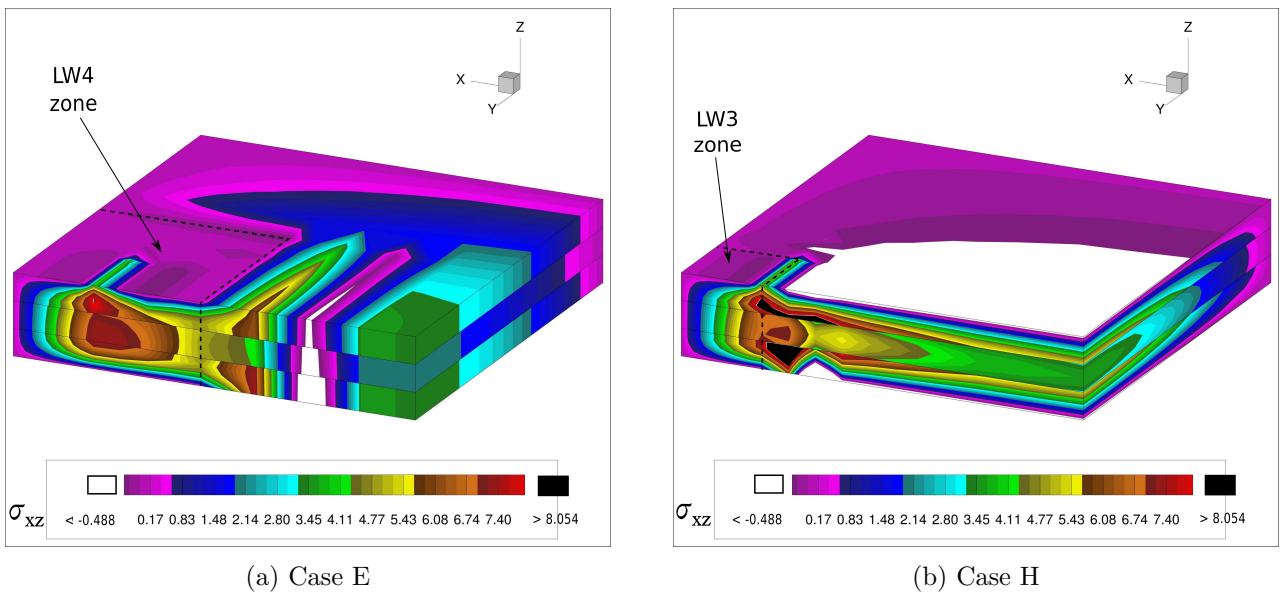 Z
X
Y
LW4
zone
σxz
< -0.488 0.17 0.83 1.48 2.14 2.80 3.45 4.11 4.77 5.43 6.08 6.74 7.40 > 8.054
(a) Case E
Z
X
Y
LW3
zone
σxz
< -0.488 0.17 0.83 1.48 2.14 2.80 3.45 4.11 4.77 5.43 6.08 6.74 7.40 > 8.054
(b) Case H